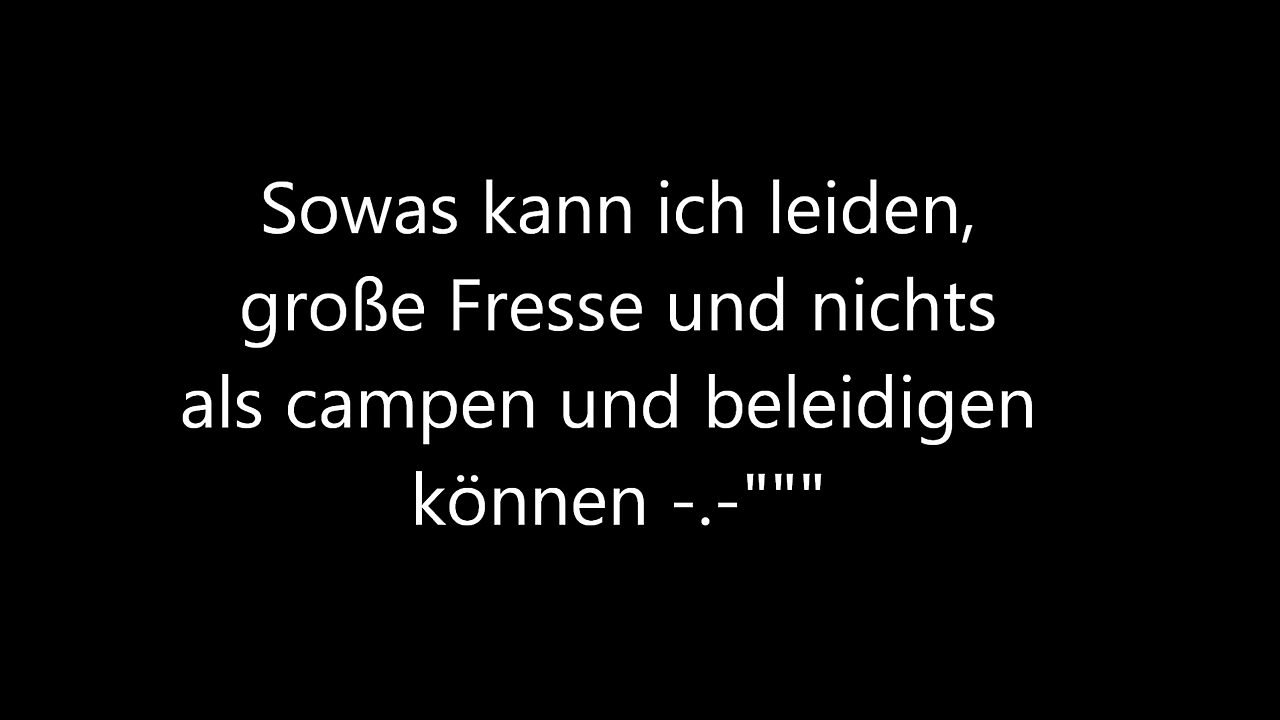 Sowas kann ich leiden,
große Fresse und nichts
als campen und beleidigen
können -.-"""